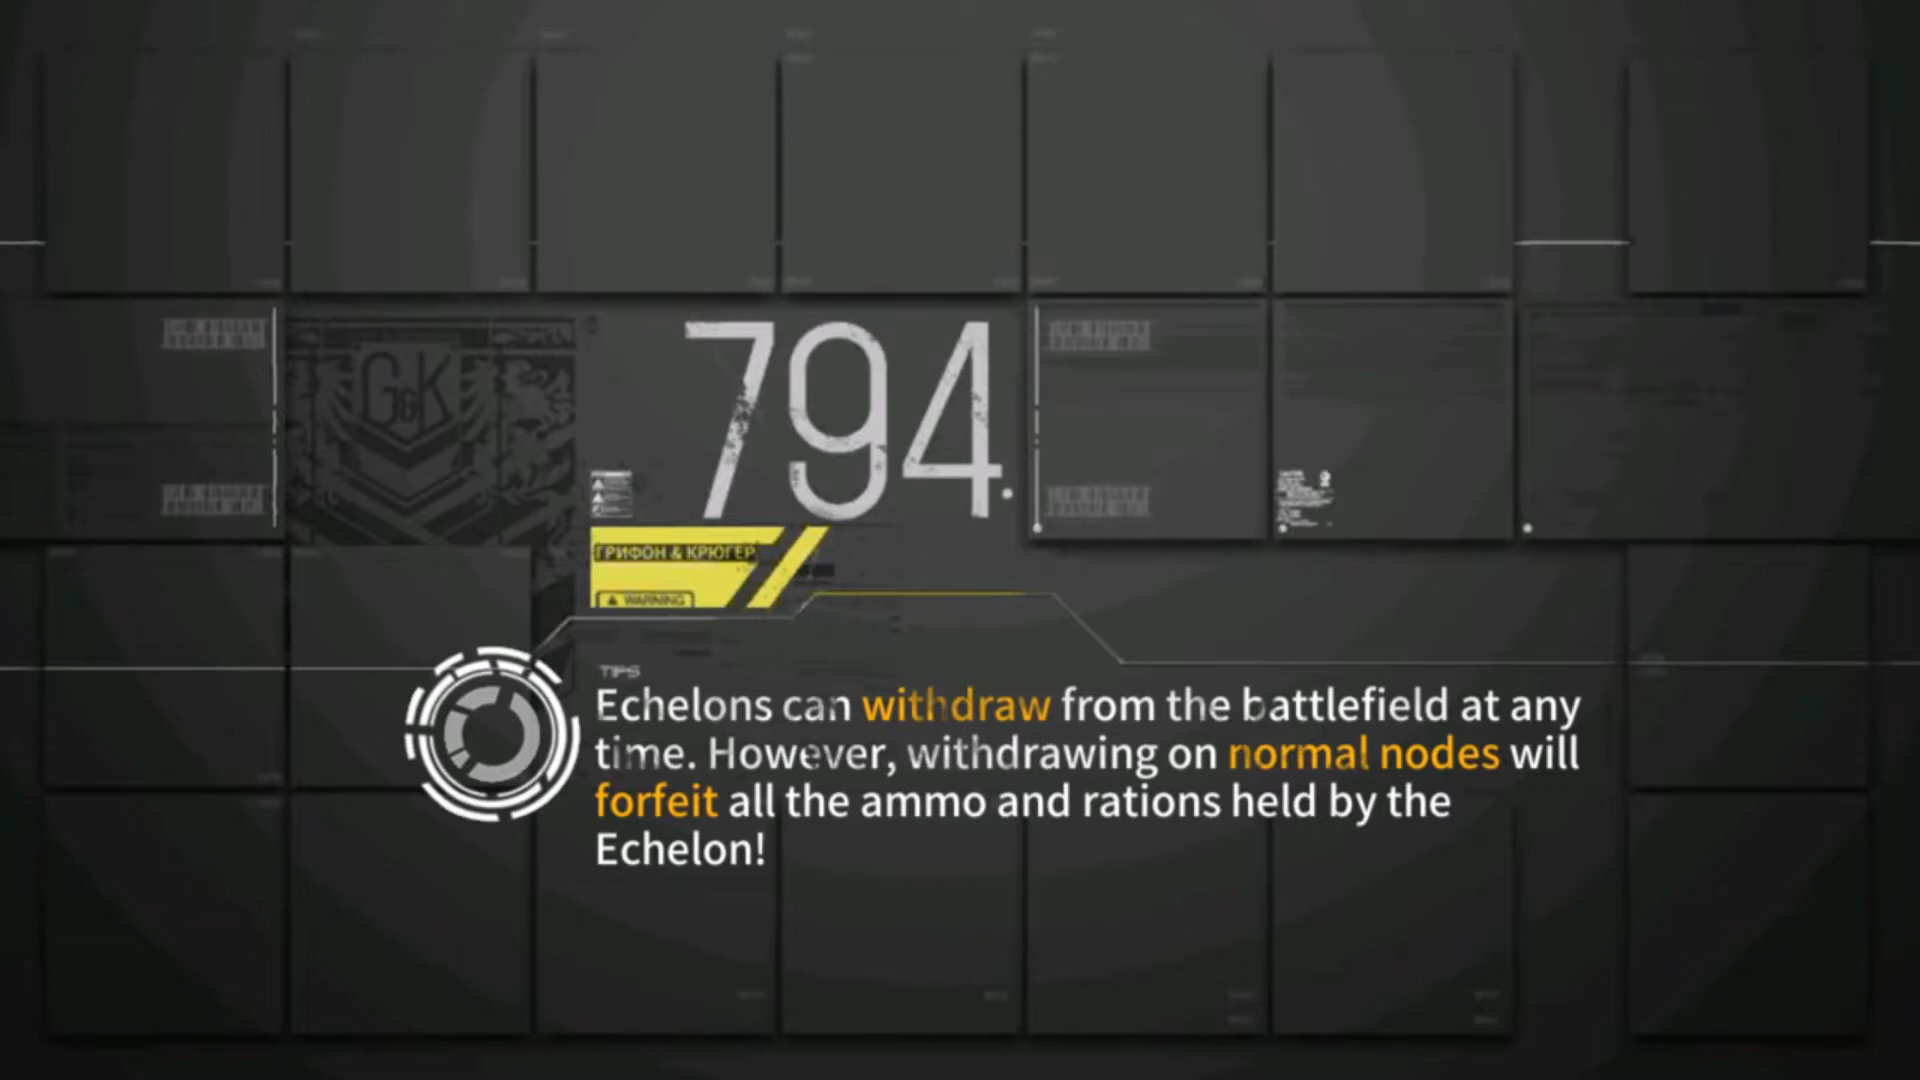 G&K
794.
ГРИФОН & КРЮГЕР
WARNING
TIPS
Echelons can withdraw from the battlefield at any
time. However, withdrawing on normal nodes will
forfeit all the ammo and rations held by the
Echelon!